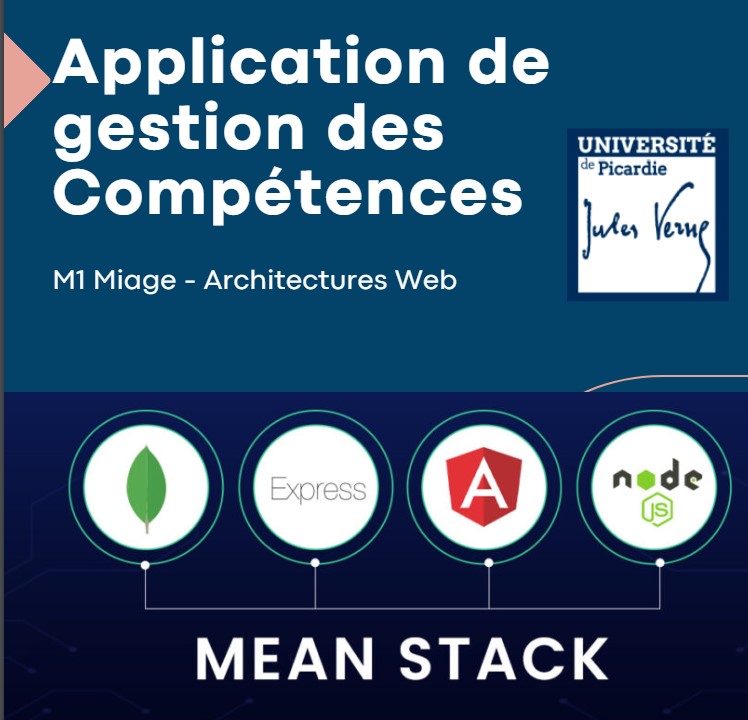 Application de
gestion des
Compétences
UNIVERSITÉ
de Picardie
Jules Verne
M1 Miage - Architectures Web
Express
node
JS
MEAN STACK